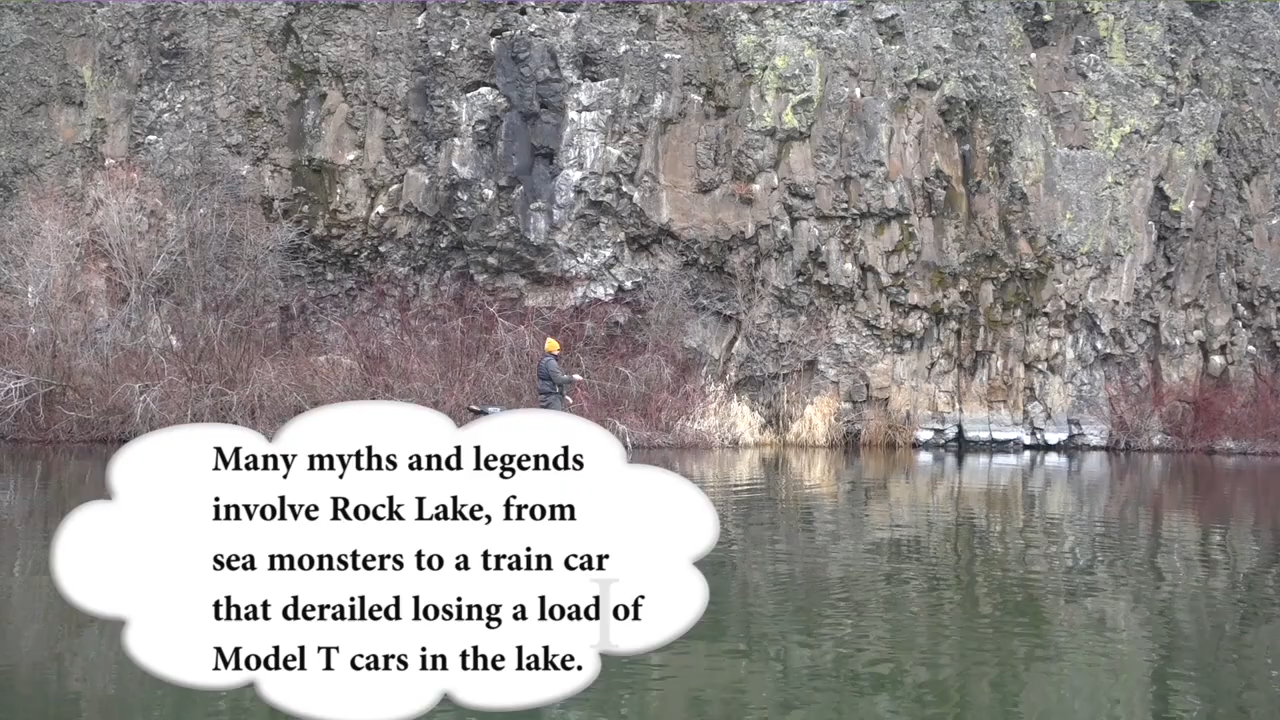 Many myths and legends
involve Rock Lake, from
sea monsters to a train car
that derailed losing a load of
Model T cars in the lake.
I